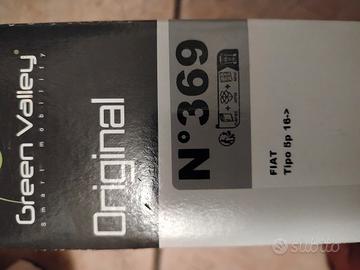 Green Valley®
smart mobility
Original
N°369
FIAT
Tipo 5p 16->
subito